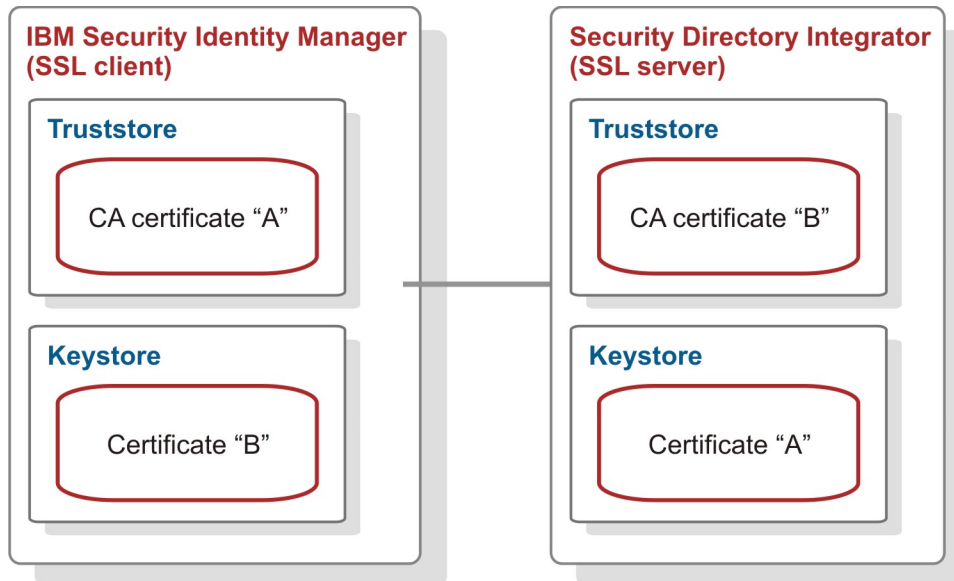 IBM Security Identity Manager
(SSL client)
Truststore
CA certificate “A”
Keystore
Certificate “B”
Security Directory Integrator
(SSL server)
Truststore
CA certificate “B”
Keystore
Certificate “A”